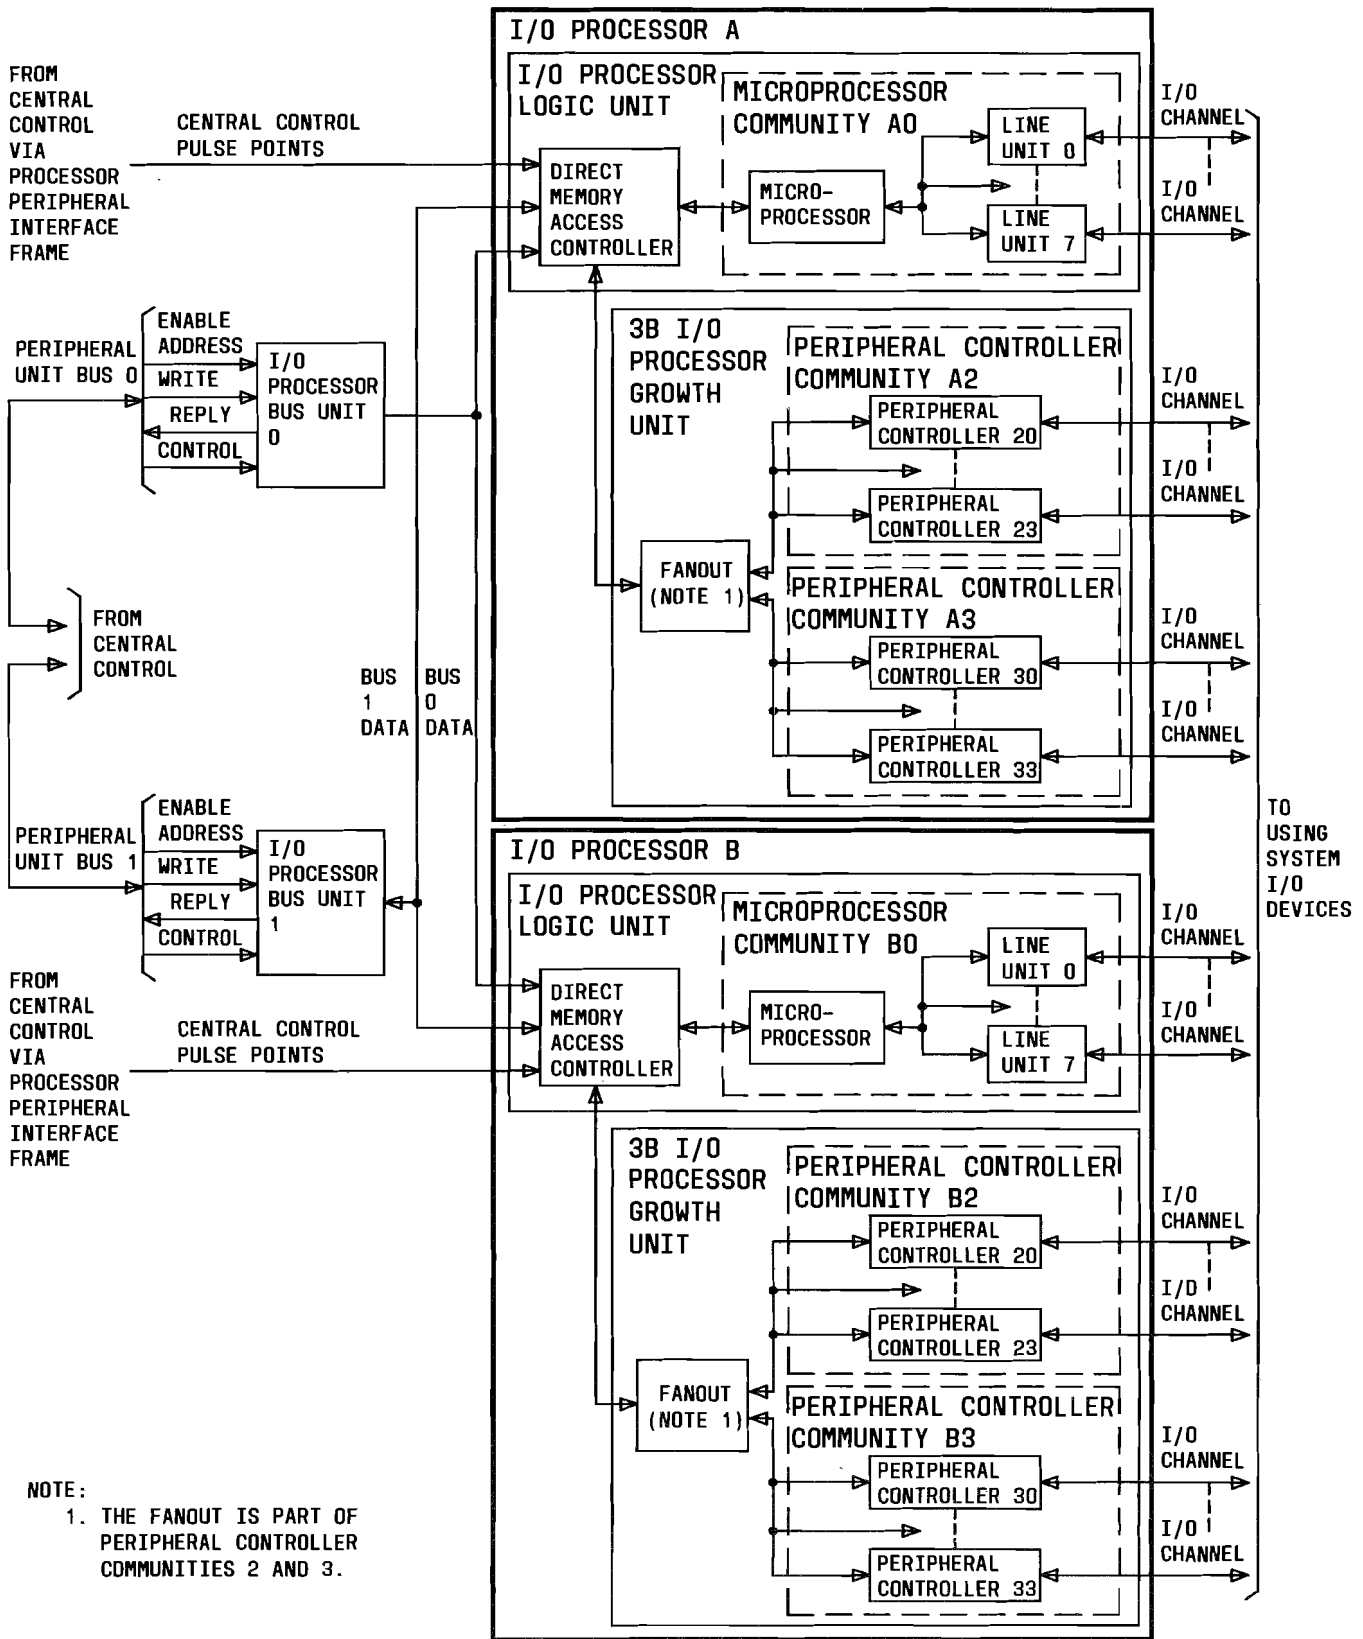 I/O PROCESSOR A
I/O PROCESSOR
LOGIC UNIT
MICROPROCESSOR
COMMUNITY A0
FROM
CENTRAL
CONTROL
VIA
PROCESSOR
PERIPHERAL
INTERFACE
FRAME
CENTRAL CONTROL
PULSE POINTS
DIRECT
MEMORY
ACCESS
CONTROLLER
MICRO-
PROCESSOR
LINE
UNIT 0
LINE
UNIT 7
I/O
CHANNEL
I/O
CHANNEL
PERIPHERAL
UNIT BUS 0
ENABLE
ADDRESS
WRITE
REPLY
CONTROL
I/O
PROCESSOR
BUS UNIT
0
3B I/O
PROCESSOR
GROWTH
UNIT
PERIPHERAL CONTROLLER
COMMUNITY A2
PERIPHERAL
CONTROLLER 20
PERIPHERAL
CONTROLLER 23
I/O
CHANNEL
I/O
CHANNEL
FANOUT
(NOTE 1)
PERIPHERAL CONTROLLER
COMMUNITY A3
PERIPHERAL
CONTROLLER 30
PERIPHERAL
CONTROLLER 33
I/O
CHANNEL
I/O
CHANNEL
FROM
CENTRAL
CONTROL
BUS
1
DATA
BUS
0
DATA
TO
USING
SYSTEM
I/O
DEVICES
PERIPHERAL
UNIT BUS 1
ENABLE
ADDRESS
WRITE
REPLY
CONTROL
I/O
PROCESSOR
BUS UNIT
1
I/O PROCESSOR B
I/O PROCESSOR
LOGIC UNIT
MICROPROCESSOR
COMMUNITY B0
FROM
CENTRAL
CONTROL
VIA
PROCESSOR
PERIPHERAL
INTERFACE
FRAME
CENTRAL CONTROL
PULSE POINTS
DIRECT
MEMORY
ACCESS
CONTROLLER
MICRO-
PROCESSOR
LINE
UNIT 0
LINE
UNIT 7
I/O
CHANNEL
I/O
CHANNEL
3B I/O
PROCESSOR
GROWTH
UNIT
PERIPHERAL CONTROLLER
COMMUNITY B2
PERIPHERAL
CONTROLLER 20
PERIPHERAL
CONTROLLER 23
I/O
CHANNEL
I/O
CHANNEL
FANOUT
(NOTE 1)
PERIPHERAL CONTROLLER
COMMUNITY B3
PERIPHERAL
CONTROLLER 30
PERIPHERAL
CONTROLLER 33
I/O
CHANNEL
I/O
CHANNEL
NOTE:
1. THE FANOUT IS PART OF
PERIPHERAL CONTROLLER
COMMUNITIES 2 AND 3.